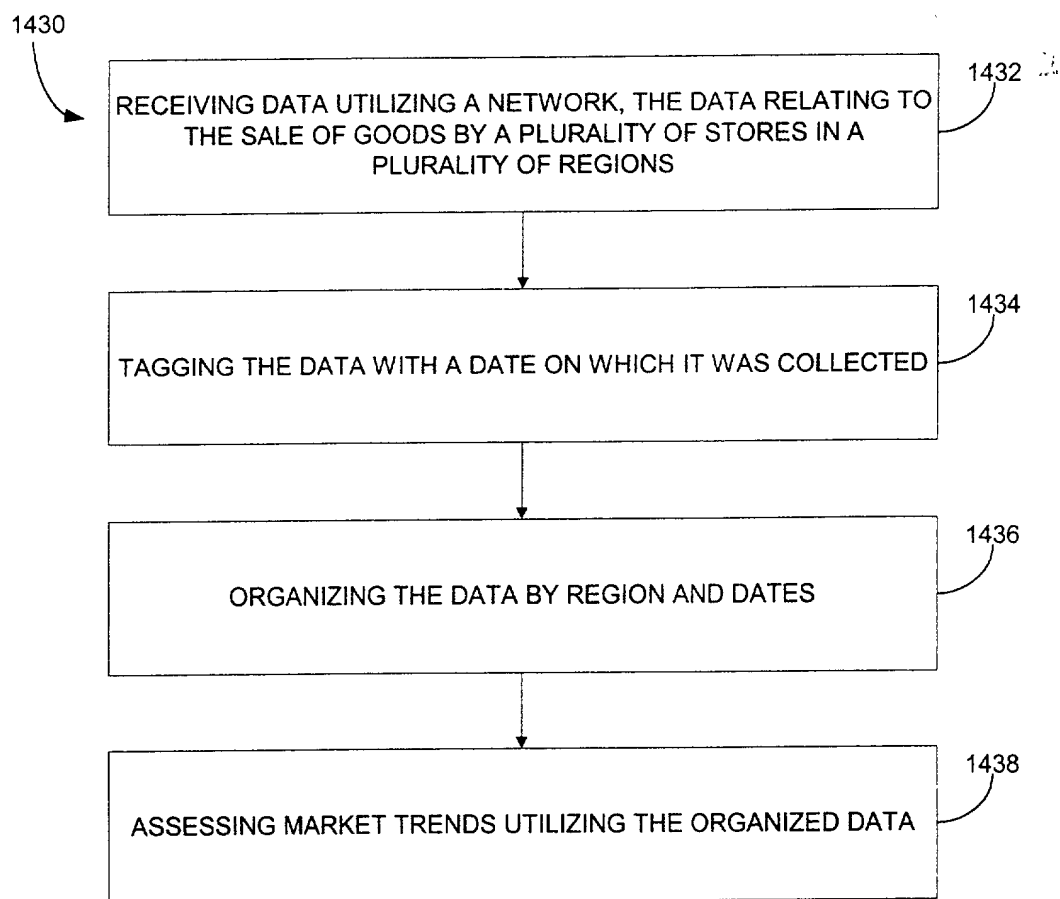 1430
1432
RECEIVING DATA UTILIZING A NETWORK, THE DATA RELATING TO
THE SALE OF GOODS BY A PLURALITY OF STORES IN A
PLURALITY OF REGIONS
1434
TAGGING THE DATA WITH A DATE ON WHICH IT WAS COLLECTED
1436
ORGANIZING THE DATA BY REGION AND DATES
1438
ASSESSING MARKET TRENDS UTILIZING THE ORGANIZED DATA